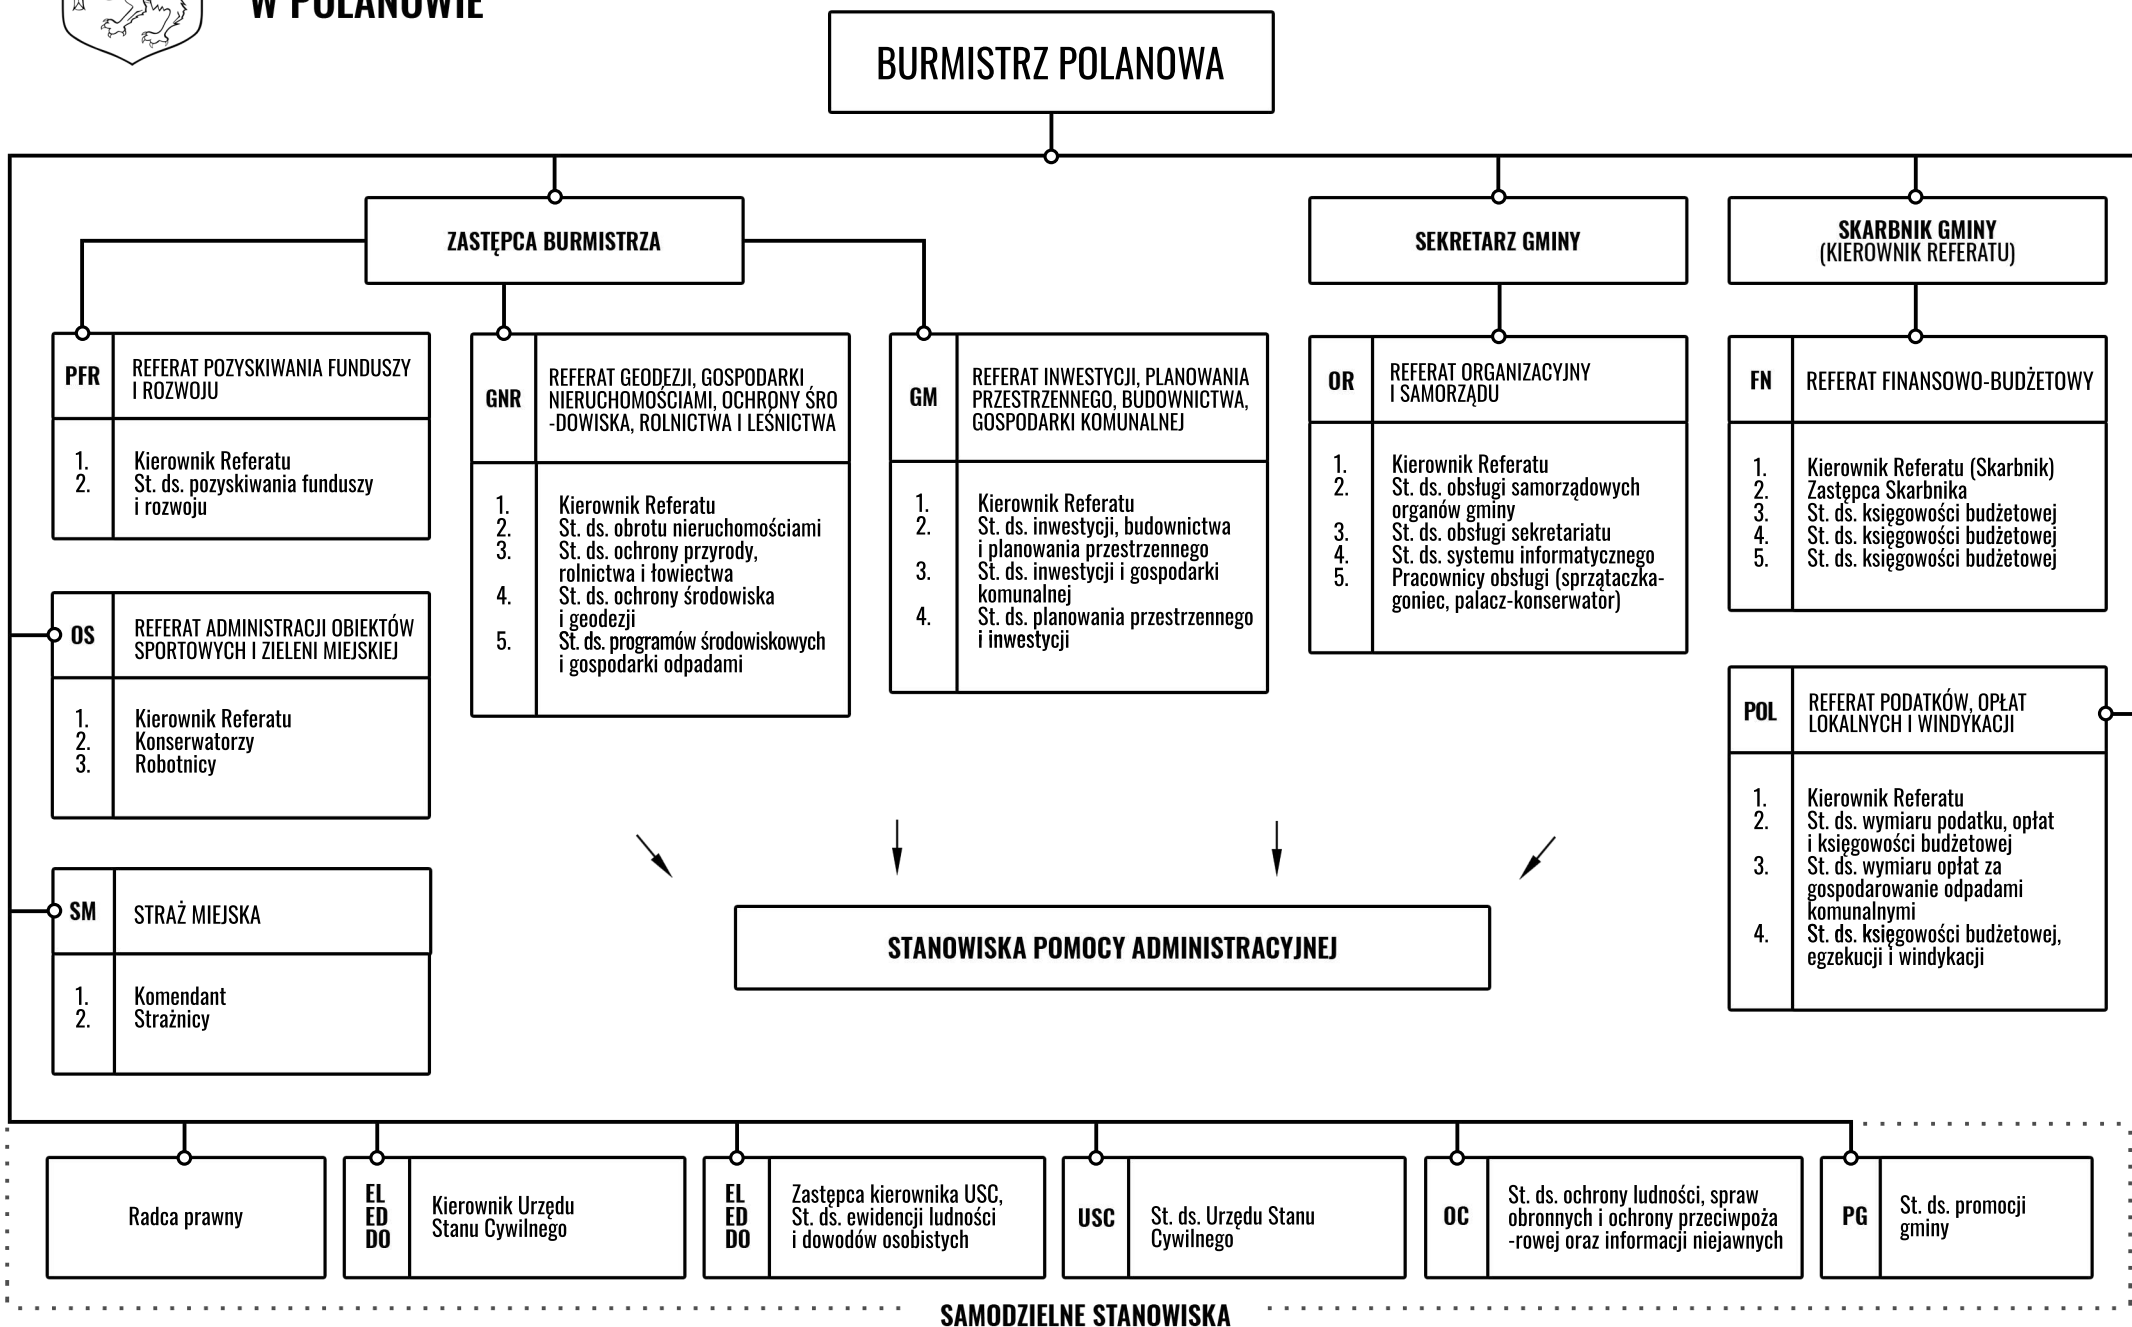 W POLANOWIE
BURMISTRZ POLANOWA
ZASTĘPCA BURMISTRZA
SEKRETARZ GMINY
SKARBNIK GMINY
(KIEROWNIK REFERATU)
PFR
REFERAT POZYSKIWANIA FUNDUSZY
I ROZWOJU
1. Kierownik Referatu
2. St. ds. pozyskiwania funduszy
i rozwoju
GNR
REFERAT GEODEZJI, GOSPODARKI
NIERUCHOMOŚCIAMI, OCHRONY ŚRO
-DOWISKA, ROLNICTWA I LEŚNICTWA
1. Kierownik Referatu
2. St. ds. obrotu nieruchomościami
3. St. ds. ochrony przyrody,
rolnictwa i łowiectwa
4. St. ds. ochrony środowiska
i geodezji
5. St. ds. programów środowiskowych
i gospodarki odpadami
GM
REFERAT INWESTYCJI, PLANOWANIA
PRZESTRZENNEGO, BUDOWNICTWA,
GOSPODARKI KOMUNALNEJ
1. Kierownik Referatu
2. St. ds. inwestycji, budownictwa
i planowania przestrzennego
3. St. ds. inwestycji i gospodarki
komunalnej
4. St. ds. planowania przestrzennego
i inwestycji
OR
REFERAT ORGANIZACYJNY
I SAMORZĄDU
1. Kierownik Referatu
2. St. ds. obsługi samorządowych
organów gminy
3. St. ds. obsługi sekretariatu
4. St. ds. systemu informatycznego
5. Pracownicy obsługi (sprzątaczka-
goniec, palacz-konserwator)
FN
REFERAT FINANSOWO-BUDŻETOWY
1. Kierownik Referatu (Skarbnik)
2. Zastępca Skarbnika
3. St. ds. księgowości budżetowej
4. St. ds. księgowości budżetowej
5. St. ds. księgowości budżetowej
OS
REFERAT ADMINISTRACJI OBIEKTÓW
SPORTOWYCH I ZIELENI MIEJSKIEJ
1. Kierownik Referatu
2. Konserwatorzy
3. Robotnicy
POL
REFERAT PODATKÓW, OPŁAT
LOKALNYCH I WINDYKACJI
1. Kierownik Referatu
2. St. ds. wymiaru podatku, opłat
i księgowości budżetowej
3. St. ds. wymiaru opłat za
gospodarowanie odpadami
komunalnymi
4. St. ds. księgowości budżetowej,
egzekucji i windykacji
SM
STRAŻ MIEJSKA
1. Komendant
2. Strażnicy
STANOWISKA POMOCY ADMINISTRACYJNEJ
Radca prawny
EL
ED
DO
Kierownik Urzędu
Stanu Cywilnego
EL
ED
DO
Zastępca kierownika USC,
St. ds. ewidencji ludności
i dowodów osobistych
USC
St. ds. Urzędu Stanu
Cywilnego
OC
St. ds. ochrony ludności, spraw
obronnych i ochrony przeciwpoża
-rowej oraz informacji niejawnych
PG
St. ds. promocji
gminy
SAMODZIELNE STANOWISKA